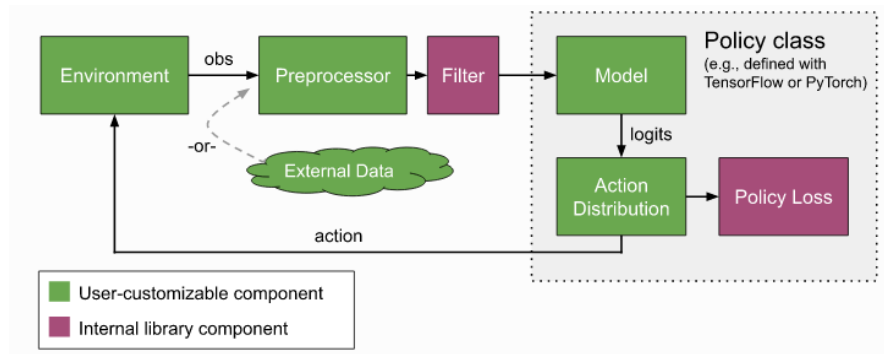 Policy class
(e.g., defined with
TensorFlow or PyTorch)
Environment
obs
Preprocessor
Filter
Model
logits
-or-
External Data
Action
Distribution
Policy Loss
action
User-customizable component
Internal library component